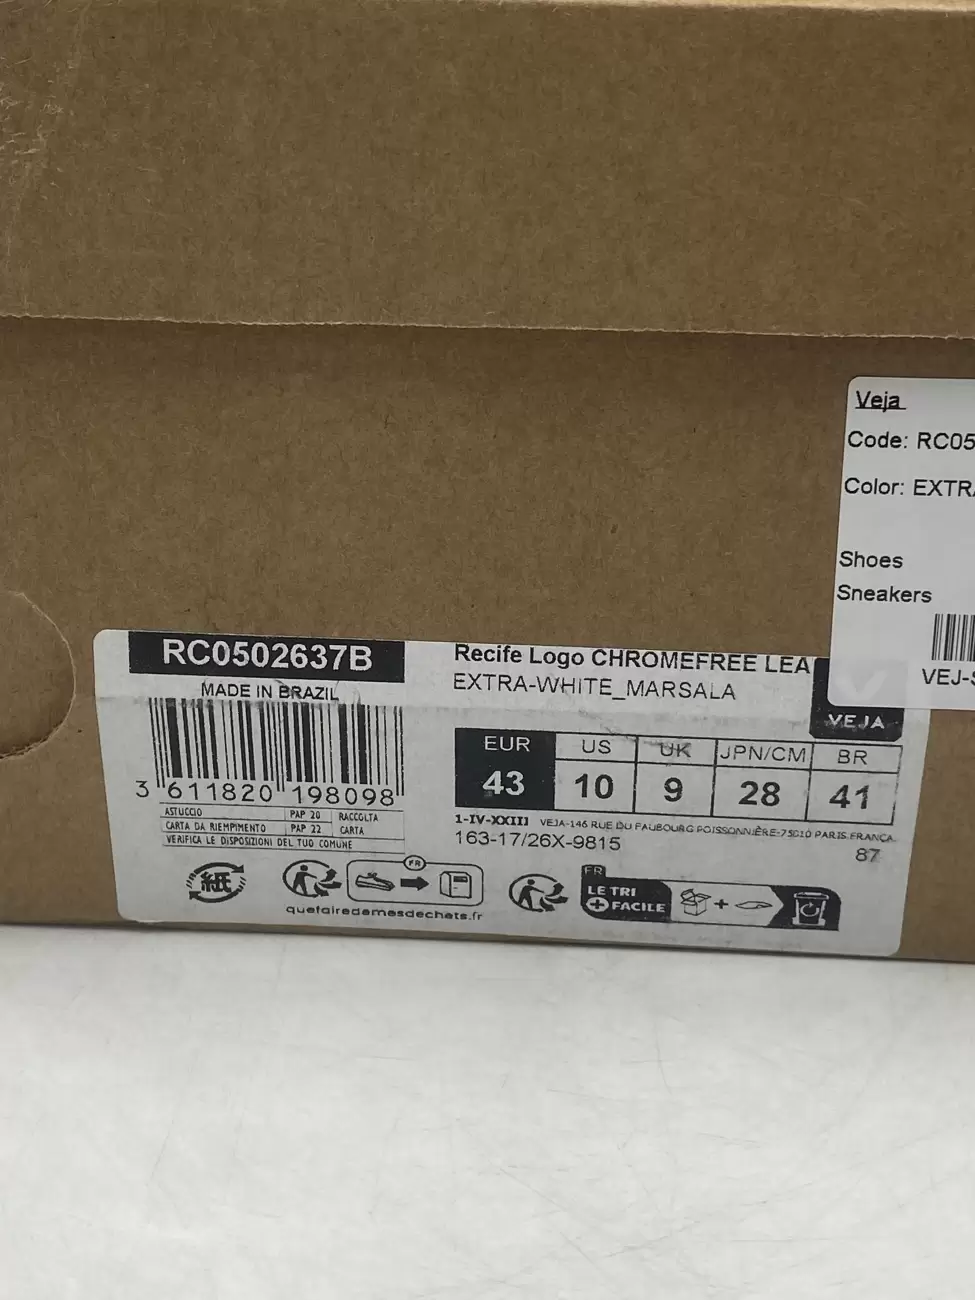 Veja
Code: RC05
Color: EXTRA
Shoes
Sneakers
VEJ-S
RC0502637B
MADE IN BRAZIL
3 611820 198098
ASTUCCIO PAP 20 RACCOLTA
CARTA DA RIEMPIMENTO PAP 22 CARTA
VERIFICA LE DISPOSIZIONI DEL TUO COMUNE
Recife Logo CHROMEFREE LEA
EXTRA-WHITE_MARSALA
VEJA
EUR US UK JPN/CM BR
43 10 9 28 41
1-IV-XXIII VEJA-146 RUE DU FAUBOURG POISSONNIÈRE-75010 PARIS.FRANCA
163-17/26X-9815
87
紙
FR
quefairedemesdechets.fr
FR
LE TRI
+ FACILE
+